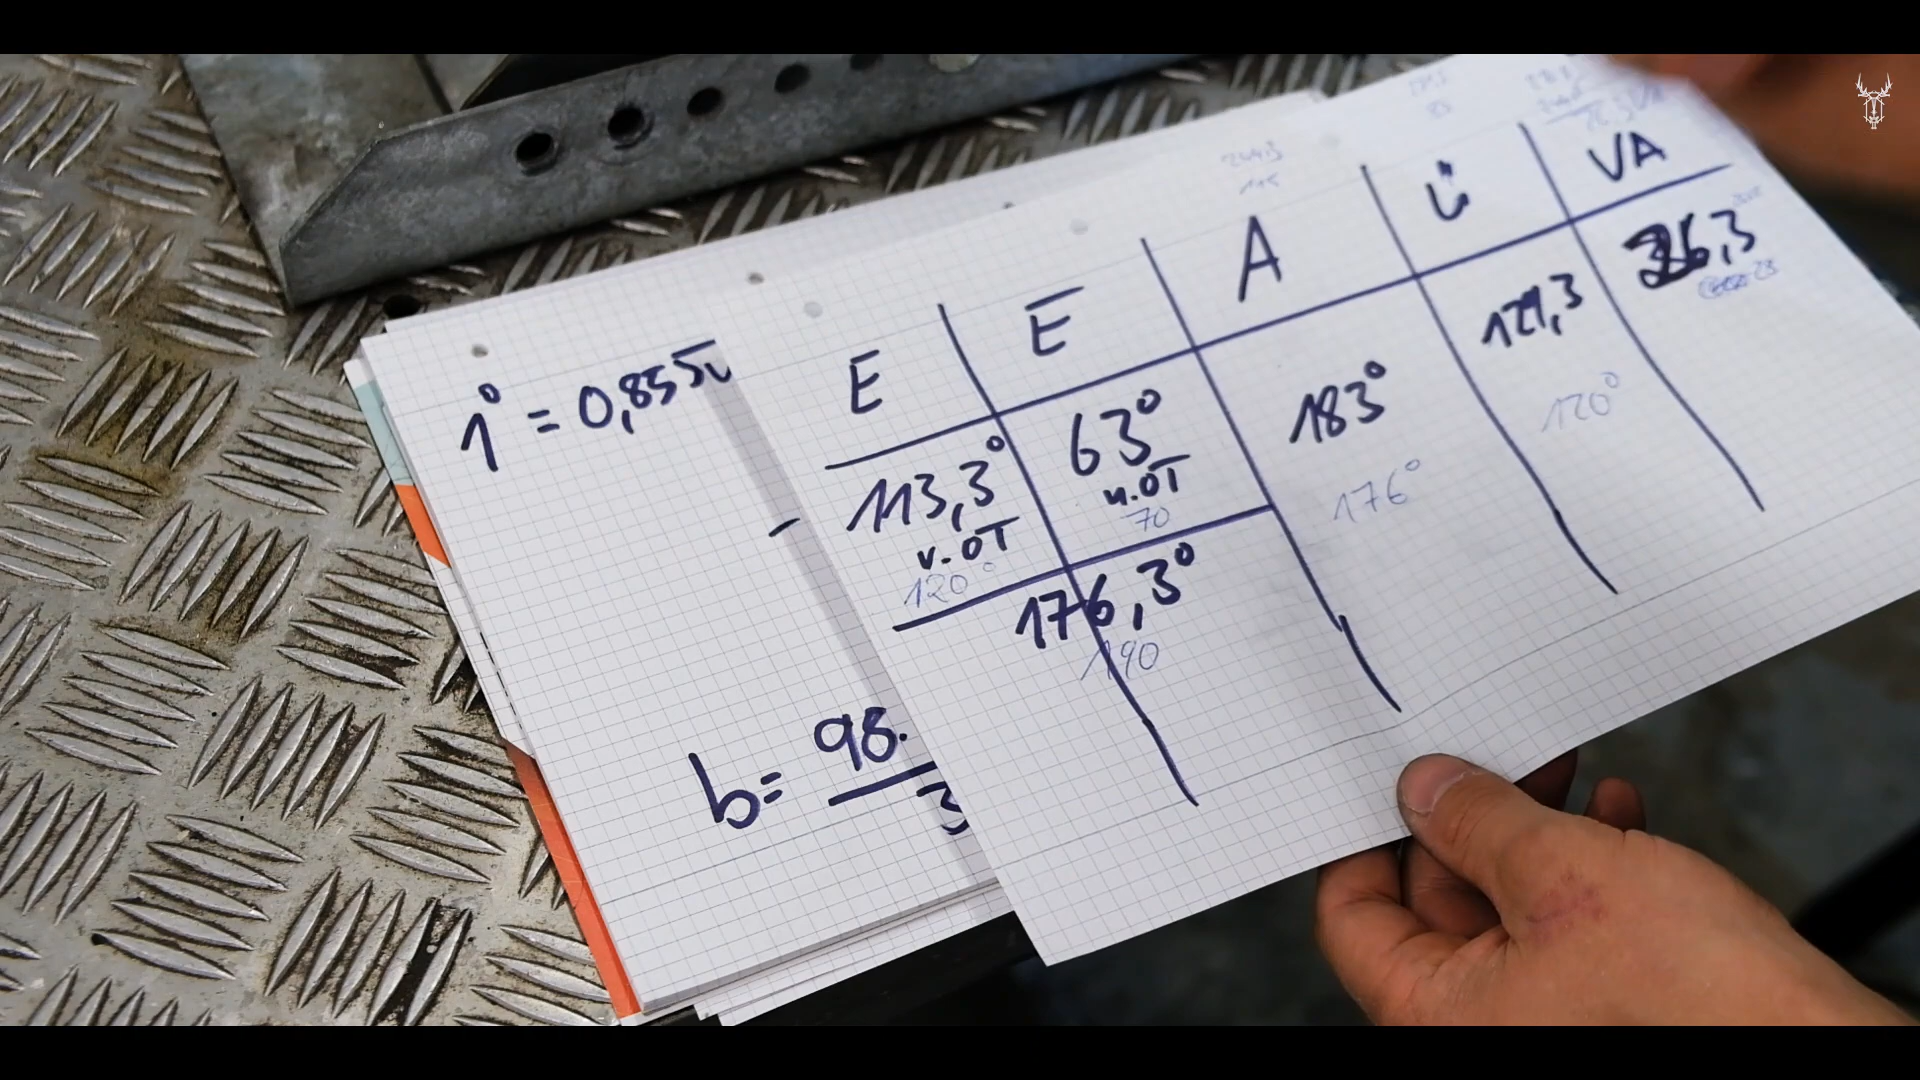 1° = 0,855
b= 98.
3
E
E
A
Ü
VA
113,3°
v.OT
120°
63°
n.OT
70
183°
176°
121,3
120°
26,3
176,3°
190